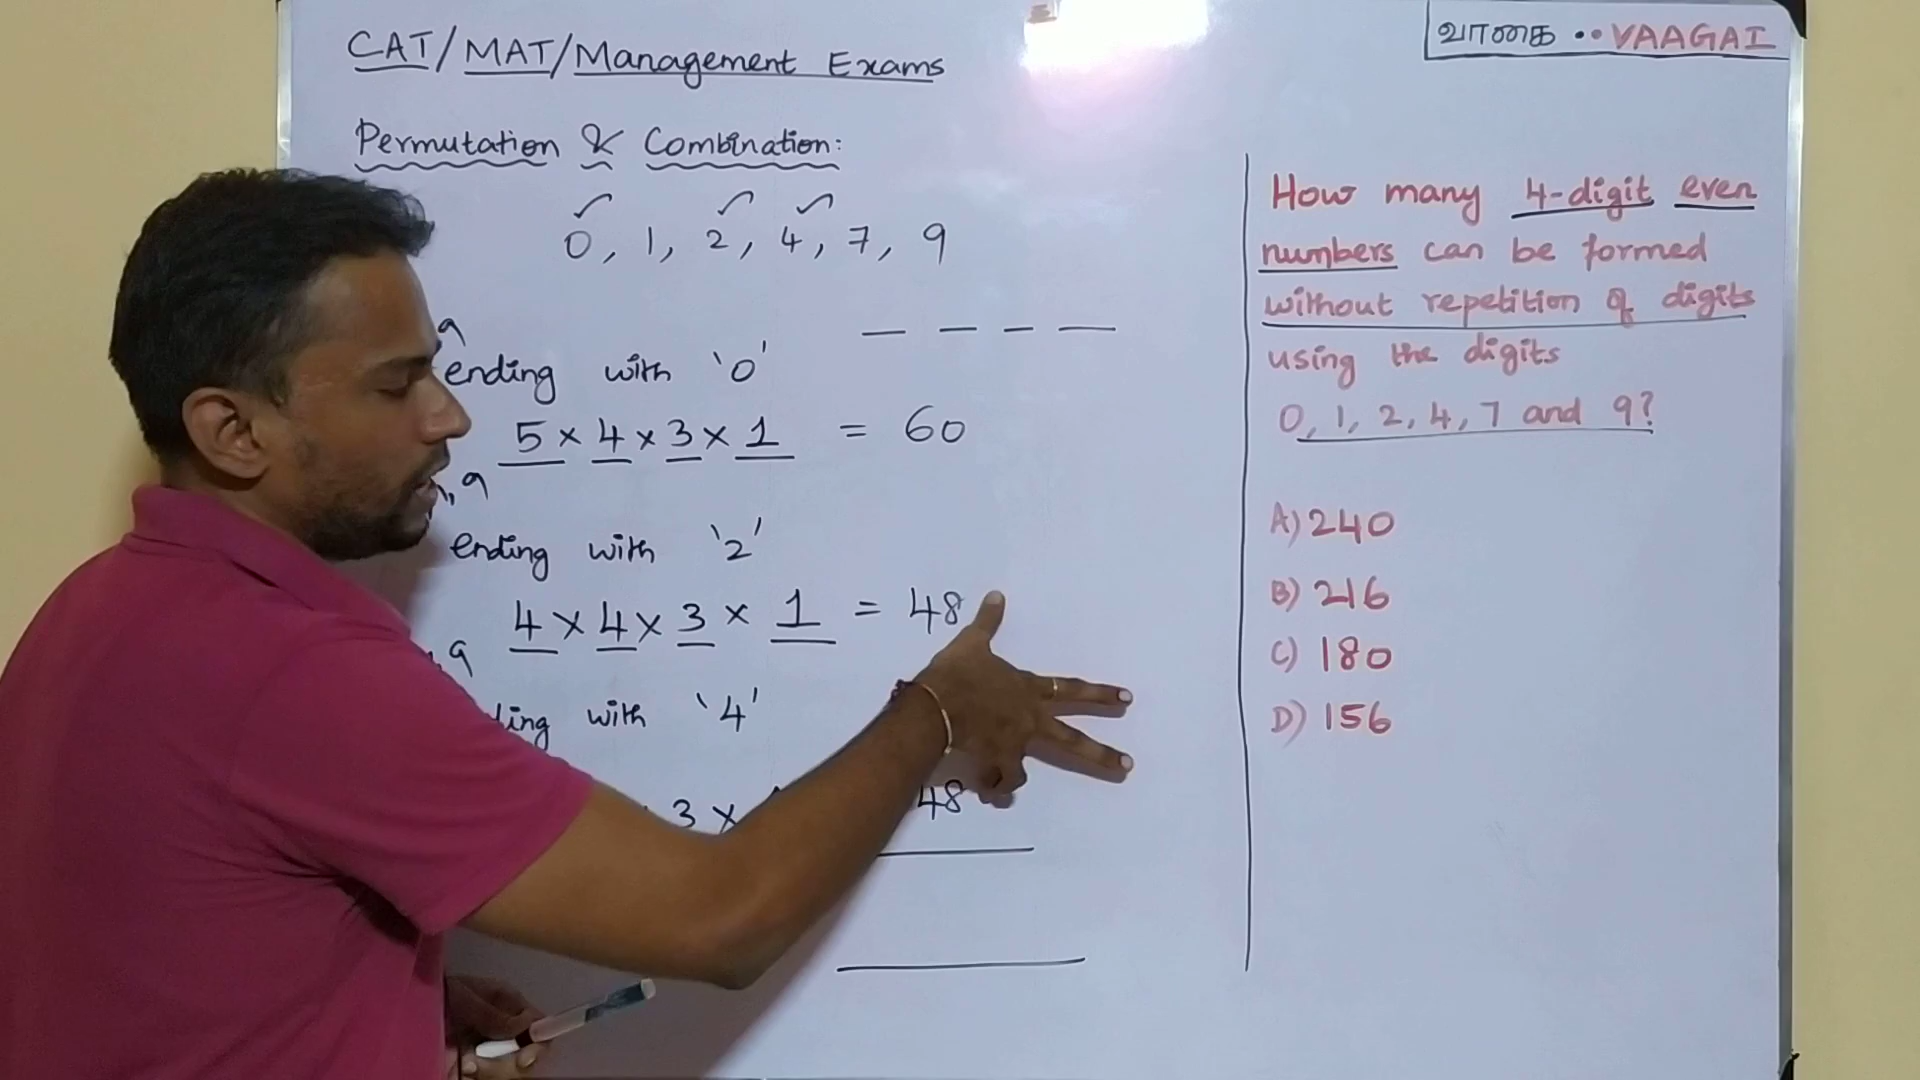 CAT/MAT/Management Exams
வாகை ..VAAGAI
Permutation & Combination:
0, 1, 2, 4, 7, 9
ending with '0'
5 × 4 × 3 × 1 = 60
ending with '2'
4 × 4 × 3 × 1 = 48
with '4'
3 × 48
How many 4-digit even
numbers can be formed
without repetition of digits
using the digits
0, 1, 2, 4, 7 and 9?
A) 240
B) 216
C) 180
D) 156